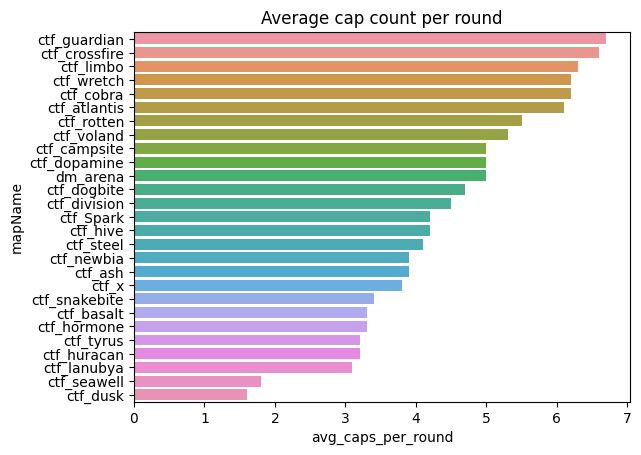 Average cap count per round
mapName
ctf_guardian
ctf_crossfire
ctf_limbo
ctf_wretch
ctf_cobra
ctf_atlantis
ctf_rotten
ctf_voland
ctf_campsite
ctf_dopamine
dm_arena
ctf_dogbite
ctf_division
ctf_Spark
ctf_hive
ctf_steel
ctf_newbia
ctf_ash
ctf_x
ctf_snakebite
ctf_basalt
ctf_hormone
ctf_tyrus
ctf_huracan
ctf_lanubya
ctf_seawell
ctf_dusk
0 1 2 3 4 5 6 7
avg_caps_per_round